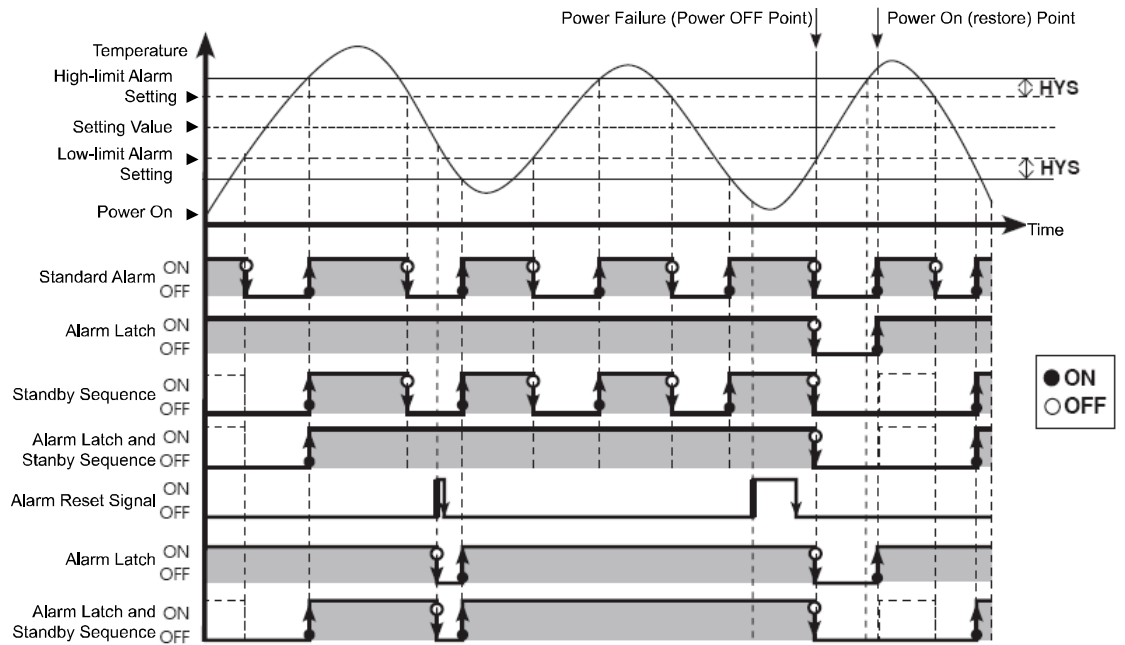 Power Failure (Power OFF Point)
Power On (restore) Point
Temperature
High-limit Alarm
Setting
HYS
Setting Value
Low-limit Alarm
Setting
HYS
Power On
Time
Standard Alarm
ON
OFF
Alarm Latch
ON
OFF
Standby Sequence
ON
OFF
Alarm Latch and
Stanby Sequence
ON
OFF
Alarm Reset Signal
ON
OFF
Alarm Latch
ON
OFF
Alarm Latch and
Standby Sequence
ON
OFF
ON
OFF